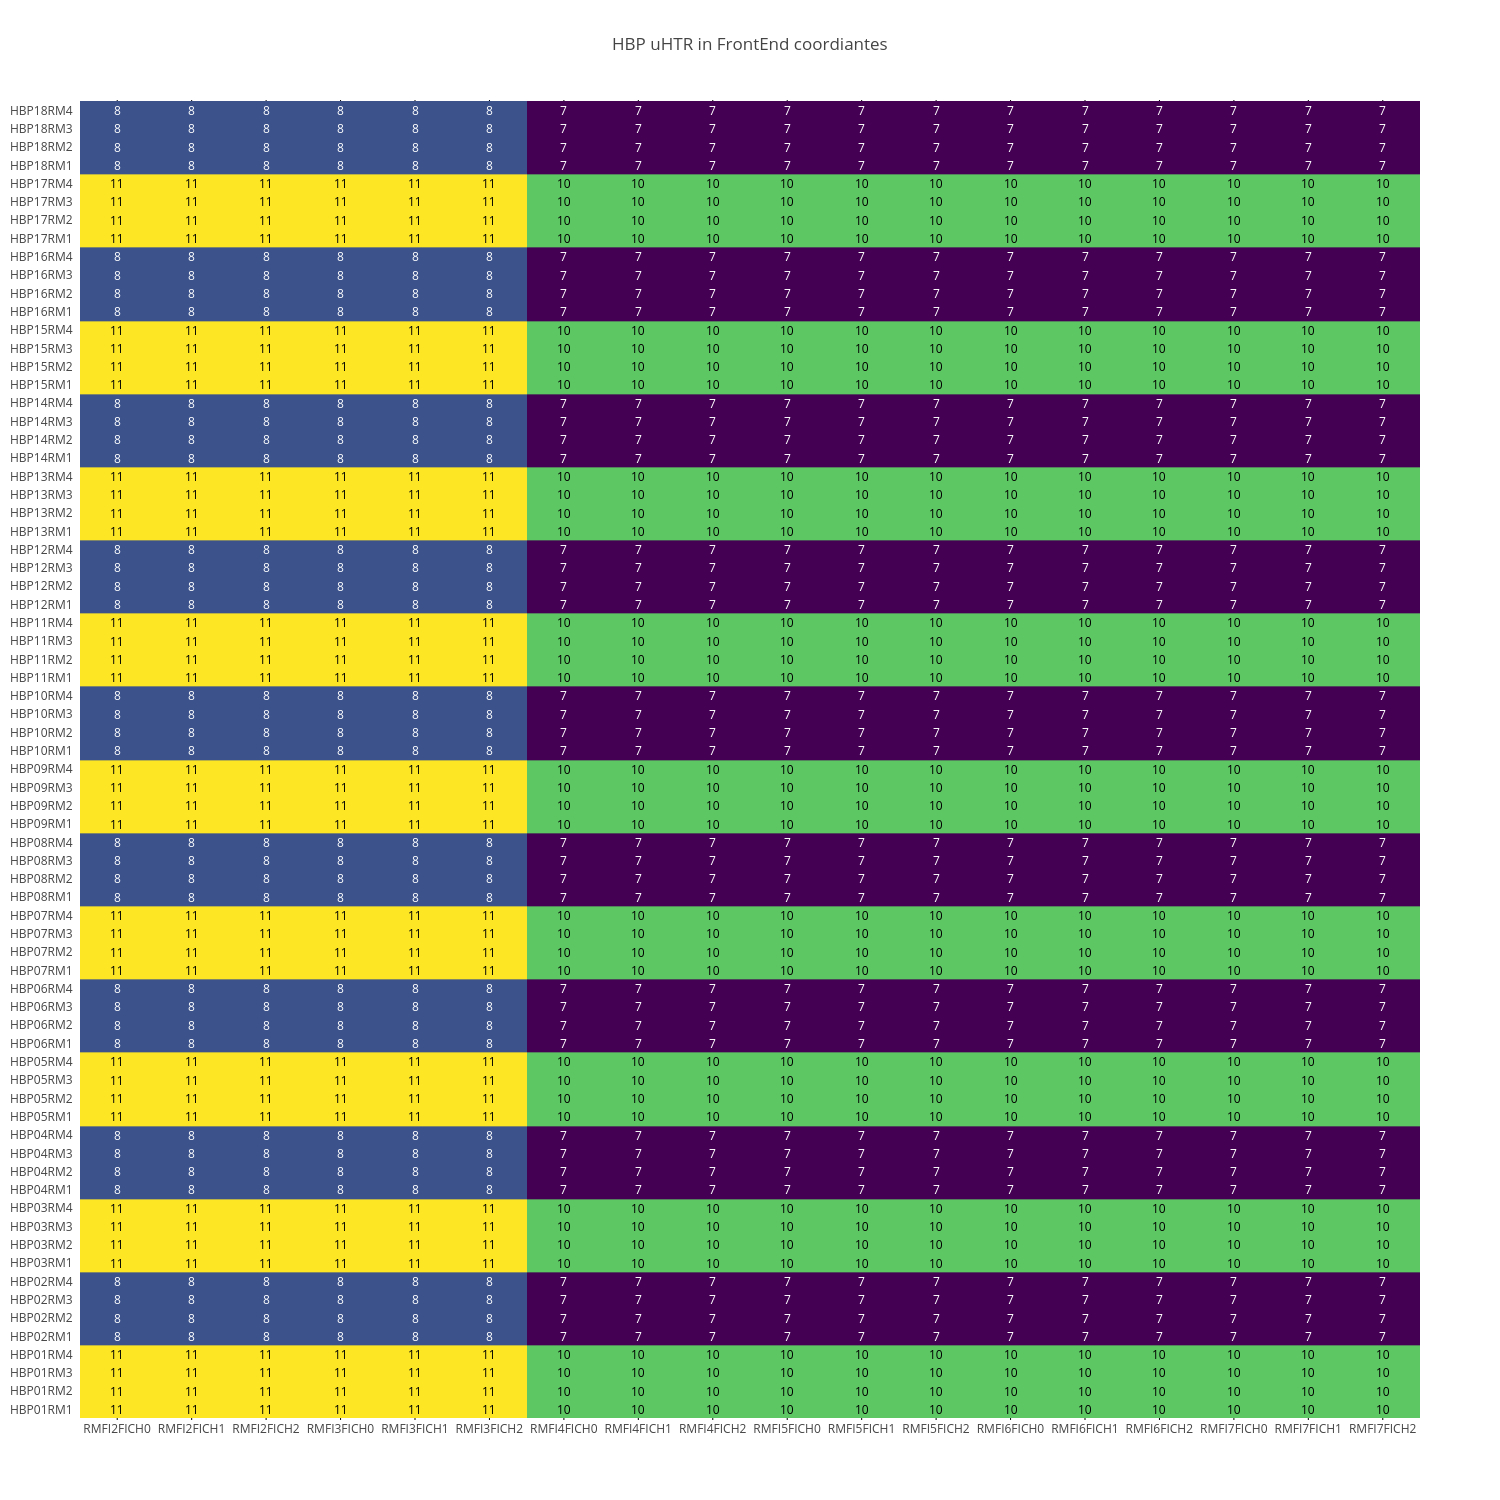 HBP uHTR in FrontEnd coordiantes
HBP18RM4 8 8 8 8 8 8 7 7 7 7 7 7 7 7 7 7 7 7
HBP18RM3 8 8 8 8 8 8 7 7 7 7 7 7 7 7 7 7 7 7
HBP18RM2 8 8 8 8 8 8 7 7 7 7 7 7 7 7 7 7 7 7
HBP18RM1 8 8 8 8 8 8 7 7 7 7 7 7 7 7 7 7 7 7
HBP17RM4 11 11 11 11 11 11 10 10 10 10 10 10 10 10 10 10 10 10
HBP17RM3 11 11 11 11 11 11 10 10 10 10 10 10 10 10 10 10 10 10
HBP17RM2 11 11 11 11 11 11 10 10 10 10 10 10 10 10 10 10 10 10
HBP17RM1 11 11 11 11 11 11 10 10 10 10 10 10 10 10 10 10 10 10
HBP16RM4 8 8 8 8 8 8 7 7 7 7 7 7 7 7 7 7 7 7
HBP16RM3 8 8 8 8 8 8 7 7 7 7 7 7 7 7 7 7 7 7
HBP16RM2 8 8 8 8 8 8 7 7 7 7 7 7 7 7 7 7 7 7
HBP16RM1 8 8 8 8 8 8 7 7 7 7 7 7 7 7 7 7 7 7
HBP15RM4 11 11 11 11 11 11 10 10 10 10 10 10 10 10 10 10 10 10
HBP15RM3 11 11 11 11 11 11 10 10 10 10 10 10 10 10 10 10 10 10
HBP15RM2 11 11 11 11 11 11 10 10 10 10 10 10 10 10 10 10 10 10
HBP15RM1 11 11 11 11 11 11 10 10 10 10 10 10 10 10 10 10 10 10
HBP14RM4 8 8 8 8 8 8 7 7 7 7 7 7 7 7 7 7 7 7
HBP14RM3 8 8 8 8 8 8 7 7 7 7 7 7 7 7 7 7 7 7
HBP14RM2 8 8 8 8 8 8 7 7 7 7 7 7 7 7 7 7 7 7
HBP14RM1 8 8 8 8 8 8 7 7 7 7 7 7 7 7 7 7 7 7
HBP13RM4 11 11 11 11 11 11 10 10 10 10 10 10 10 10 10 10 10 10
HBP13RM3 11 11 11 11 11 11 10 10 10 10 10 10 10 10 10 10 10 10
HBP13RM2 11 11 11 11 11 11 10 10 10 10 10 10 10 10 10 10 10 10
HBP13RM1 11 11 11 11 11 11 10 10 10 10 10 10 10 10 10 10 10 10
HBP12RM4 8 8 8 8 8 8 7 7 7 7 7 7 7 7 7 7 7 7
HBP12RM3 8 8 8 8 8 8 7 7 7 7 7 7 7 7 7 7 7 7
HBP12RM2 8 8 8 8 8 8 7 7 7 7 7 7 7 7 7 7 7 7
HBP12RM1 8 8 8 8 8 8 7 7 7 7 7 7 7 7 7 7 7 7
HBP11RM4 11 11 11 11 11 11 10 10 10 10 10 10 10 10 10 10 10 10
HBP11RM3 11 11 11 11 11 11 10 10 10 10 10 10 10 10 10 10 10 10
HBP11RM2 11 11 11 11 11 11 10 10 10 10 10 10 10 10 10 10 10 10
HBP11RM1 11 11 11 11 11 11 10 10 10 10 10 10 10 10 10 10 10 10
HBP10RM4 8 8 8 8 8 8 7 7 7 7 7 7 7 7 7 7 7 7
HBP10RM3 8 8 8 8 8 8 7 7 7 7 7 7 7 7 7 7 7 7
HBP10RM2 8 8 8 8 8 8 7 7 7 7 7 7 7 7 7 7 7 7
HBP10RM1 8 8 8 8 8 8 7 7 7 7 7 7 7 7 7 7 7 7
HBP09RM4 11 11 11 11 11 11 10 10 10 10 10 10 10 10 10 10 10 10
HBP09RM3 11 11 11 11 11 11 10 10 10 10 10 10 10 10 10 10 10 10
HBP09RM2 11 11 11 11 11 11 10 10 10 10 10 10 10 10 10 10 10 10
HBP09RM1 11 11 11 11 11 11 10 10 10 10 10 10 10 10 10 10 10 10
HBP08RM4 8 8 8 8 8 8 7 7 7 7 7 7 7 7 7 7 7 7
HBP08RM3 8 8 8 8 8 8 7 7 7 7 7 7 7 7 7 7 7 7
HBP08RM2 8 8 8 8 8 8 7 7 7 7 7 7 7 7 7 7 7 7
HBP08RM1 8 8 8 8 8 8 7 7 7 7 7 7 7 7 7 7 7 7
HBP07RM4 11 11 11 11 11 11 10 10 10 10 10 10 10 10 10 10 10 10
HBP07RM3 11 11 11 11 11 11 10 10 10 10 10 10 10 10 10 10 10 10
HBP07RM2 11 11 11 11 11 11 10 10 10 10 10 10 10 10 10 10 10 10
HBP07RM1 11 11 11 11 11 11 10 10 10 10 10 10 10 10 10 10 10 10
HBP06RM4 8 8 8 8 8 8 7 7 7 7 7 7 7 7 7 7 7 7
HBP06RM3 8 8 8 8 8 8 7 7 7 7 7 7 7 7 7 7 7 7
HBP06RM2 8 8 8 8 8 8 7 7 7 7 7 7 7 7 7 7 7 7
HBP06RM1 8 8 8 8 8 8 7 7 7 7 7 7 7 7 7 7 7 7
HBP05RM4 11 11 11 11 11 11 10 10 10 10 10 10 10 10 10 10 10 10
HBP05RM3 11 11 11 11 11 11 10 10 10 10 10 10 10 10 10 10 10 10
HBP05RM2 11 11 11 11 11 11 10 10 10 10 10 10 10 10 10 10 10 10
HBP05RM1 11 11 11 11 11 11 10 10 10 10 10 10 10 10 10 10 10 10
HBP04RM4 8 8 8 8 8 8 7 7 7 7 7 7 7 7 7 7 7 7
HBP04RM3 8 8 8 8 8 8 7 7 7 7 7 7 7 7 7 7 7 7
HBP04RM2 8 8 8 8 8 8 7 7 7 7 7 7 7 7 7 7 7 7
HBP04RM1 8 8 8 8 8 8 7 7 7 7 7 7 7 7 7 7 7 7
HBP03RM4 11 11 11 11 11 11 10 10 10 10 10 10 10 10 10 10 10 10
HBP03RM3 11 11 11 11 11 11 10 10 10 10 10 10 10 10 10 10 10 10
HBP03RM2 11 11 11 11 11 11 10 10 10 10 10 10 10 10 10 10 10 10
HBP03RM1 11 11 11 11 11 11 10 10 10 10 10 10 10 10 10 10 10 10
HBP02RM4 8 8 8 8 8 8 7 7 7 7 7 7 7 7 7 7 7 7
HBP02RM3 8 8 8 8 8 8 7 7 7 7 7 7 7 7 7 7 7 7
HBP02RM2 8 8 8 8 8 8 7 7 7 7 7 7 7 7 7 7 7 7
HBP02RM1 8 8 8 8 8 8 7 7 7 7 7 7 7 7 7 7 7 7
HBP01RM4 11 11 11 11 11 11 10 10 10 10 10 10 10 10 10 10 10 10
HBP01RM3 11 11 11 11 11 11 10 10 10 10 10 10 10 10 10 10 10 10
HBP01RM2 11 11 11 11 11 11 10 10 10 10 10 10 10 10 10 10 10 10
HBP01RM1 11 11 11 11 11 11 10 10 10 10 10 10 10 10 10 10 10 10
RMFI2FICH0 RMFI2FICH1 RMFI2FICH2 RMFI3FICH0 RMFI3FICH1 RMFI3FICH2 RMFI4FICH0 RMFI4FICH1 RMFI4FICH2 RMFI5FICH0 RMFI5FICH1 RMFI5FICH2 RMFI6FICH0 RMFI6FICH1 RMFI6FICH2 RMFI7FICH0 RMFI7FICH1 RMFI7FICH2